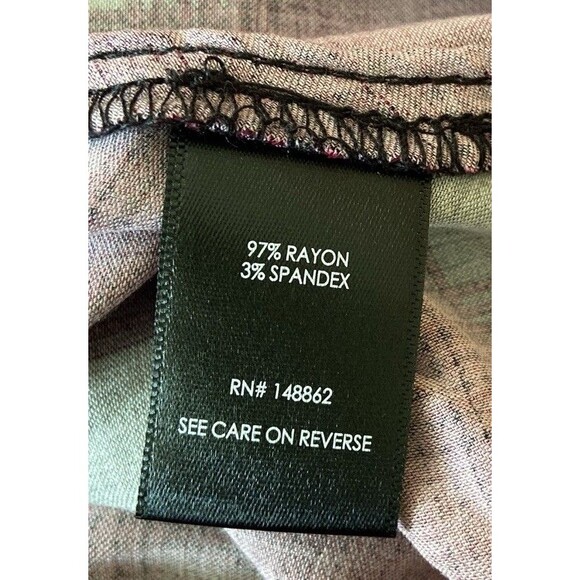 97% RAYON
3% SPANDEX
RN# 148862
SEE CARE ON REVERSE